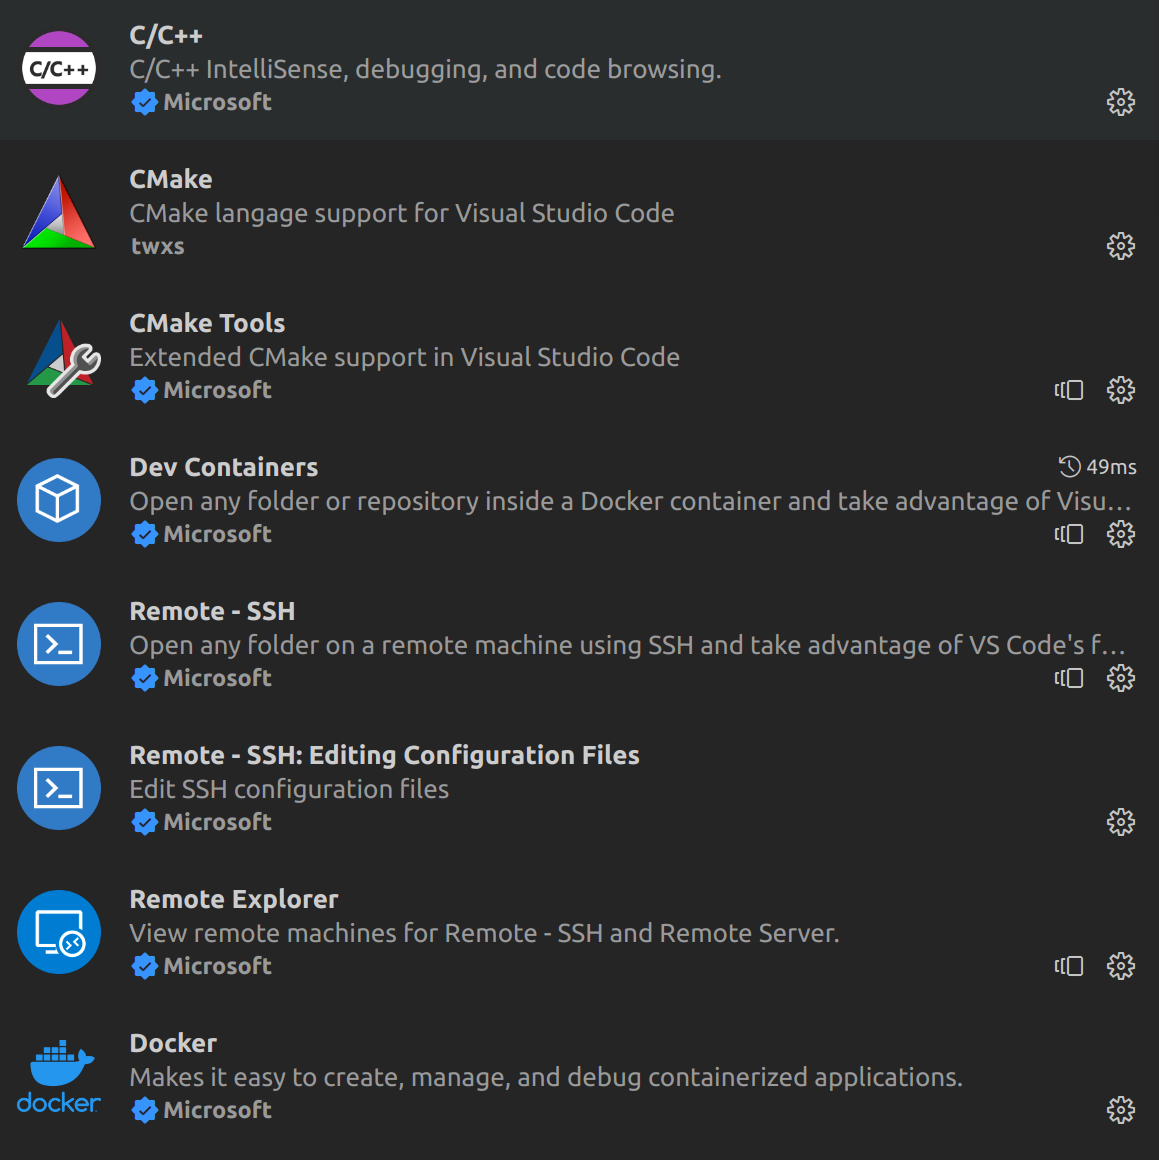 C/C++
C/C++
C/C++ IntelliSense, debugging, and code browsing.
Microsoft
CMake
CMake langage support for Visual Studio Code
twxs
CMake Tools
Extended CMake support in Visual Studio Code
Microsoft
Dev Containers
49ms
Open any folder or repository inside a Docker container and take advantage of Visu...
Microsoft
Remote - SSH
Open any folder on a remote machine using SSH and take advantage of VS Code's f...
Microsoft
Remote - SSH: Editing Configuration Files
Edit SSH configuration files
Microsoft
Remote Explorer
View remote machines for Remote - SSH and Remote Server.
Microsoft
Docker
docker
Makes it easy to create, manage, and debug containerized applications.
Microsoft